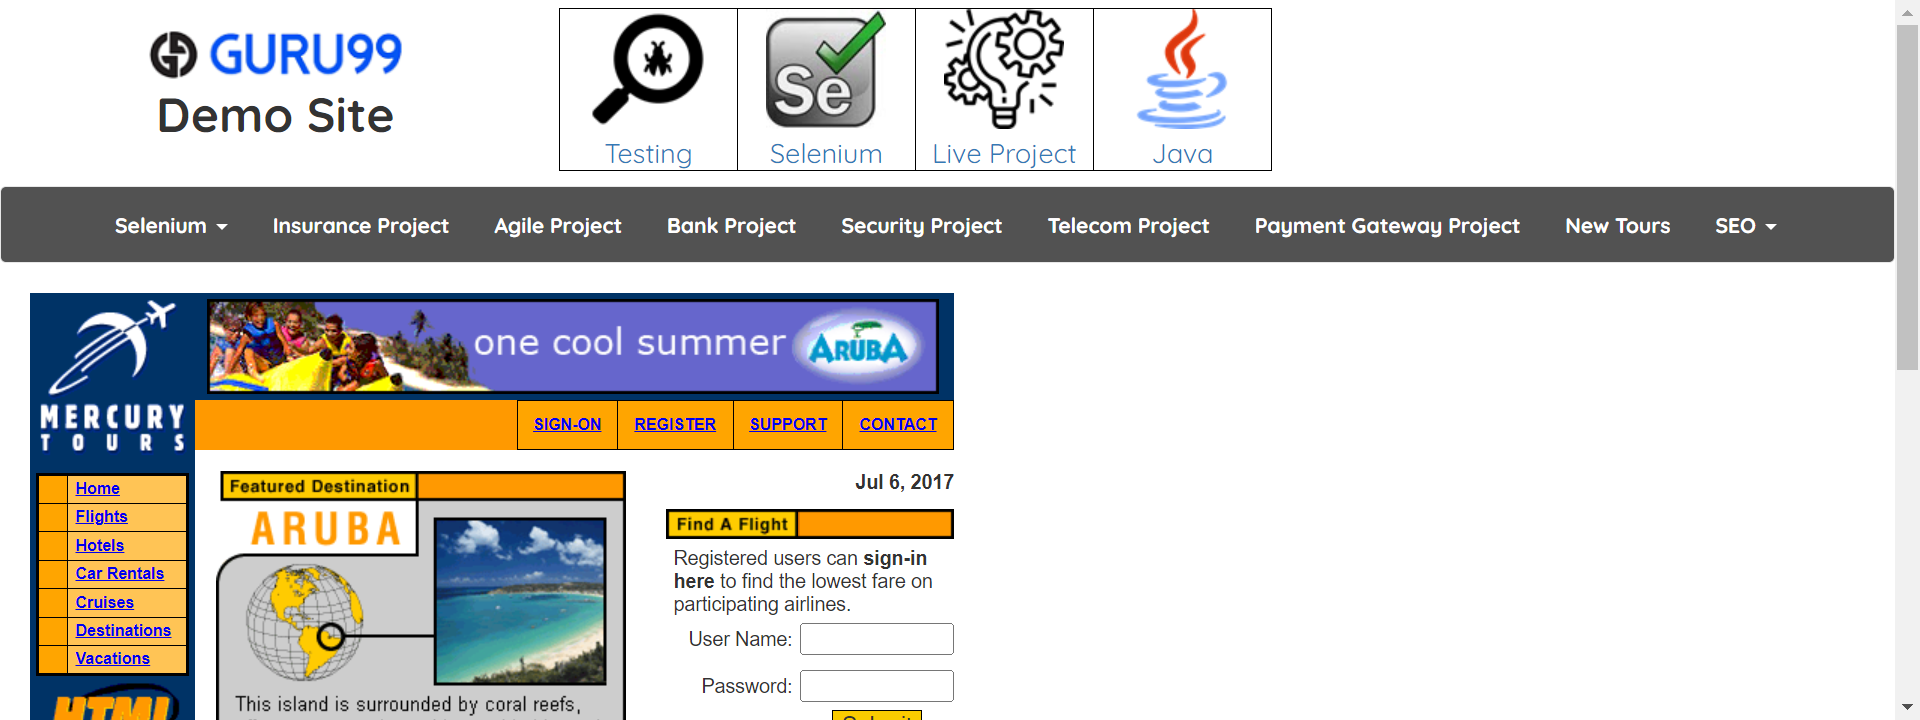 GURU99
Demo Site
Testing
Selenium
Live Project
Java
Selenium
Insurance Project
Agile Project
Bank Project
Security Project
Telecom Project
Payment Gateway Project
New Tours
SEO
MERCURY
TOURS
one cool summer
ARUBA
SIGN-ON
REGISTER
SUPPORT
CONTACT
Home
Flights
Hotels
Car Rentals
Cruises
Destinations
Vacations
HTML
Featured Destination
ARUBA
This island is surrounded by coral reefs,
Jul 6, 2017
Find A Flight
Registered users can sign-in
here to find the lowest fare on
participating airlines.
User Name:
Password:
Submit